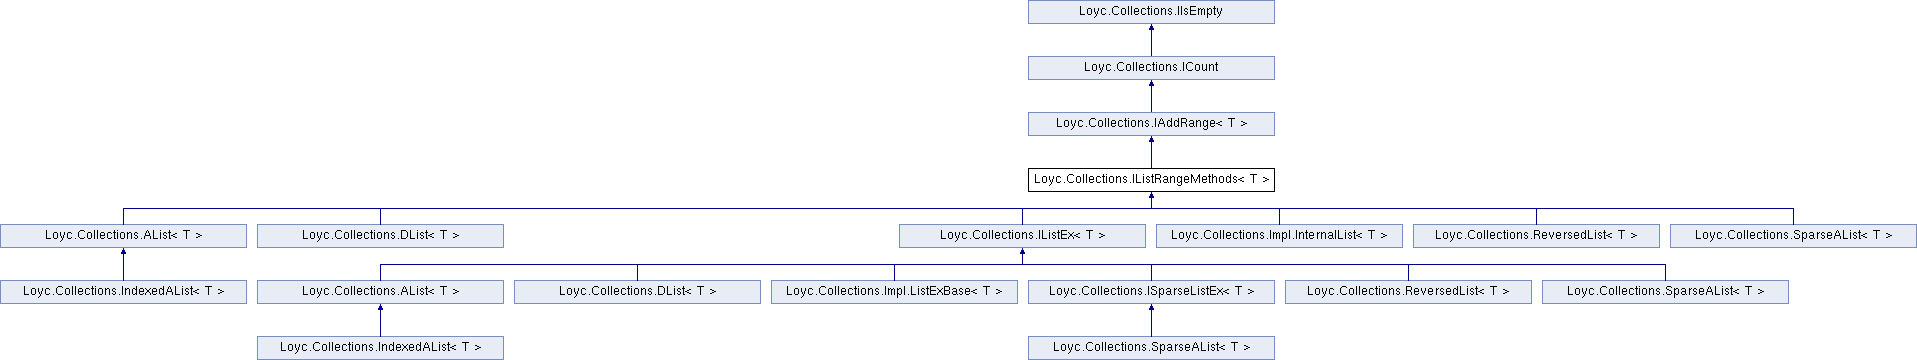 Loyc.Collections.IIsEmpty
Loyc.Collections.ICount
Loyc.Collections.IAddRange< T >
Loyc.Collections.IListRangeMethods< T >
Loyc.Collections.AList< T >
Loyc.Collections.DList< T >
Loyc.Collections.IListEx< T >
Loyc.Collections.Impl.InternalList< T >
Loyc.Collections.ReversedList< T >
Loyc.Collections.SparseAList< T >
Loyc.Collections.IndexedAList< T >
Loyc.Collections.AList< T >
Loyc.Collections.DList< T >
Loyc.Collections.Impl.ListExBase< T >
Loyc.Collections.ISparseListEx< T >
Loyc.Collections.ReversedList< T >
Loyc.Collections.SparseAList< T >
Loyc.Collections.IndexedAList< T >
Loyc.Collections.SparseAList< T >